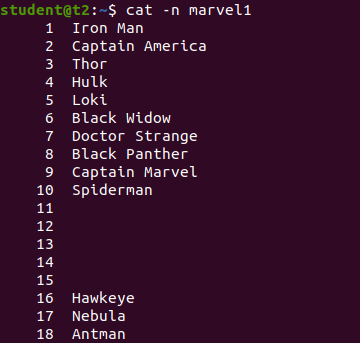 student@t2:~$ cat -n marvel1
1 Iron Man
2 Captain America
3 Thor
4 Hulk
5 Loki
6 Black Widow
7 Doctor Strange
8 Black Panther
9 Captain Marvel
10 Spiderman
11
12
13
14
15
16 Hawkeye
17 Nebula
18 Antman